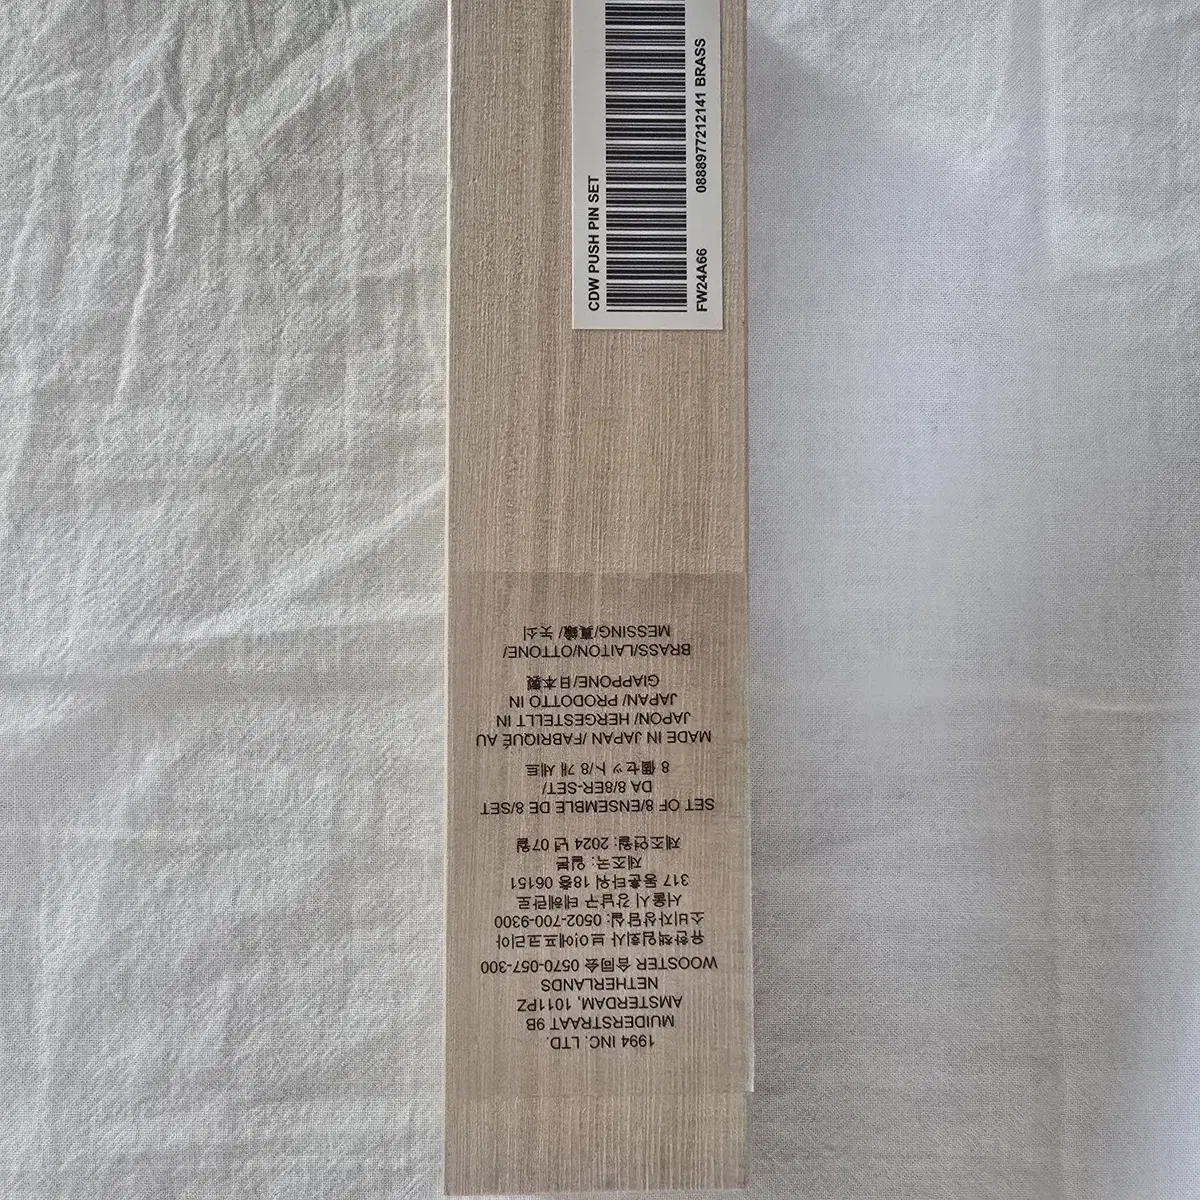 CDW PUSH PIN SET
FW24A66 0888977212141 BRASS
1994 INC. LTD.
MUIDERSTRAAT 9B
AMSTERDAM, 1011PZ
NETHERLANDS
WOOSTER 合同会 0570-057-300
유한책임회사 브이에프코리아
소비자상담실: 0502-700-9300
서울시 강남구 테헤란로
317 동훈타워 18층 06151
제조국: 일본
제조연월: 2024 년 07월
SET OF 8/ENSEMBLE DE 8/SET
DA 8/8ER-SET/
8 個セット/8 개 세트
MADE IN JAPAN /FABRIQUÉ AU
JAPON/ HERGESTELLT IN
JAPAN/ PRODOTTO IN
GIAPPONE/日本製
BRASS/LAITON/OTTONE/
MESSING/真鍮/ 놋쇠